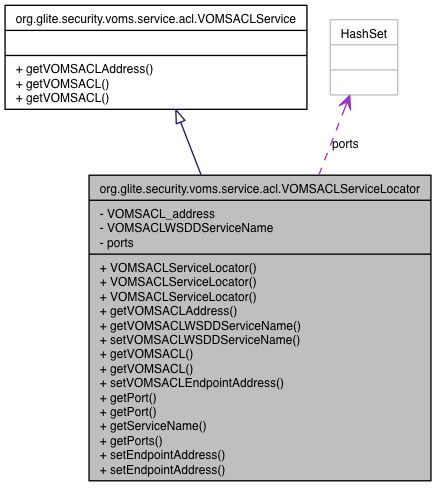 org.glite.security.voms.service.acl.VOMSACLService
+ getVOMSACLAddress()
+ getVOMSACL()
+ getVOMSACL()
HashSet
ports
org.glite.security.voms.service.acl.VOMSACLServiceLocator
- VOMSACL_address
- VOMSACLWSDDServiceName
- ports
+ VOMSACLServiceLocator()
+ VOMSACLServiceLocator()
+ VOMSACLServiceLocator()
+ getVOMSACLAddress()
+ getVOMSACLWSDDServiceName()
+ setVOMSACLWSDDServiceName()
+ getVOMSACL()
+ getVOMSACL()
+ setVOMSACLEndpointAddress()
+ getPort()
+ getPort()
+ getServiceName()
+ getPorts()
+ setEndpointAddress()
+ setEndpointAddress()